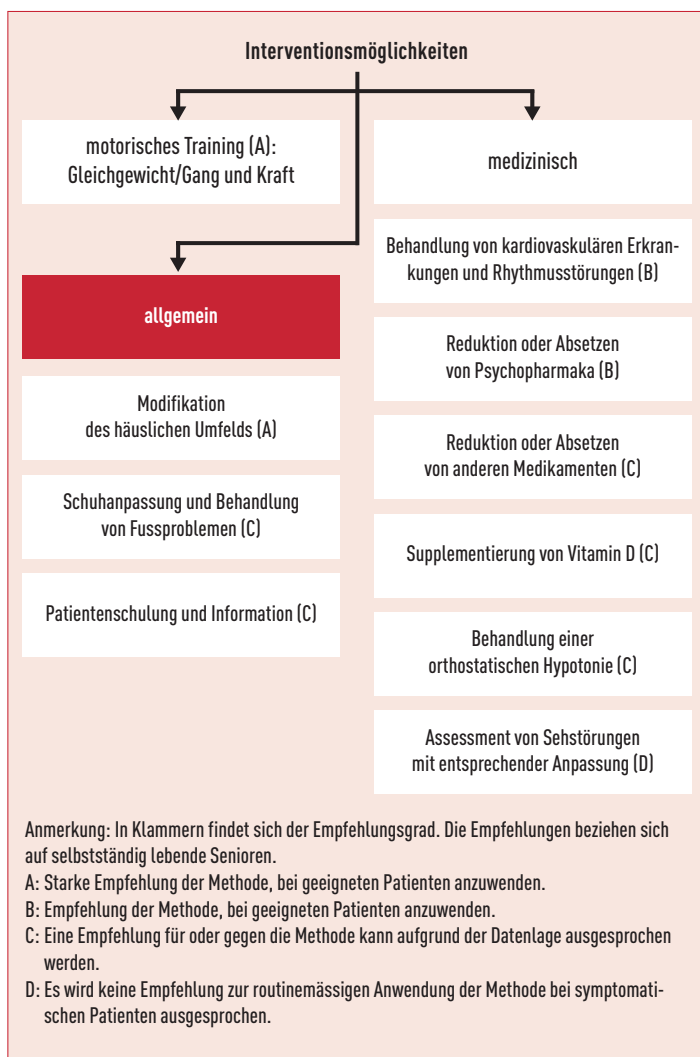 Interventionsmöglichkeiten
motorisches Training (A):
Gleichgewicht/Gang und Kraft
allgemein
Modifikation
des häuslichen Umfelds (A)
Schuhanpassung und Behandlung
von Fussproblemen (C)
Patientenschulung und Information (C)
medizinisch
Behandlung von kardiovaskulären Erkran-
kungen und Rhythmusstörungen (B)
Reduktion oder Absetzen
von Psychopharmaka (B)
Reduktion oder Absetzen
von anderen Medikamenten (C)
Supplementierung von Vitamin D (C)
Behandlung einer
orthostatischen Hypotonie (C)
Assessment von Sehstörungen
mit entsprechender Anpassung (D)
Anmerkung: In Klammern findet sich der Empfehlungsgrad. Die Empfehlungen beziehen sich
auf selbstständig lebende Senioren.
A: Starke Empfehlung der Methode, bei geeigneten Patienten anzuwenden.
B: Empfehlung der Methode, bei geeigneten Patienten anzuwenden.
C: Eine Empfehlung für oder gegen die Methode kann aufgrund der Datenlage ausgesprochen
werden.
D: Es wird keine Empfehlung zur routinemässigen Anwendung der Methode bei symptomati-
schen Patienten ausgesprochen.